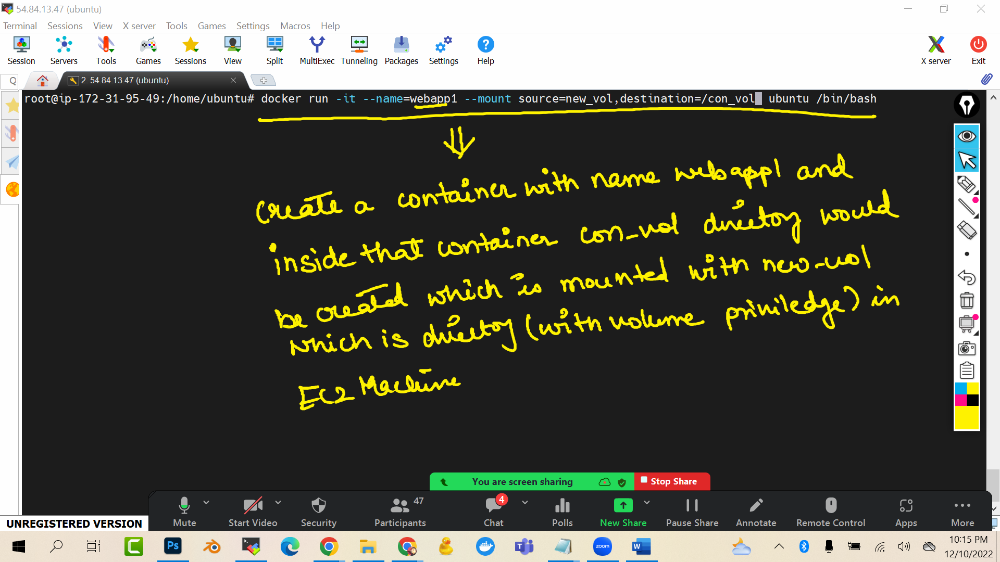 54.84.13.47 (ubuntu)
Terminal Sessions View X server Tools Games Settings Macros Help
Session Servers Tools Games Sessions View Split MultiExec Tunneling Packages Settings Help X server Exit
2. 54.84.13.47 (ubuntu)
root@ip-172-31-95-49:/home/ubuntu# docker run -it --name=webapp1 --mount source=new_vol,destination=/con_vol ubuntu /bin/bash
Create a container with name webapp1 and
inside that container con_vol directory would
be created which is mounted with new_vol
which is directory (with volume priviledge) in
EC2 Machine
You are screen sharing Stop Share
47 4
Mute Start Video Security Participants Chat Polls New Share Pause Share Annotate Remote Control Apps More
UNREGISTERED VERSION
Ps zoom W
10:15 PM
12/10/2022